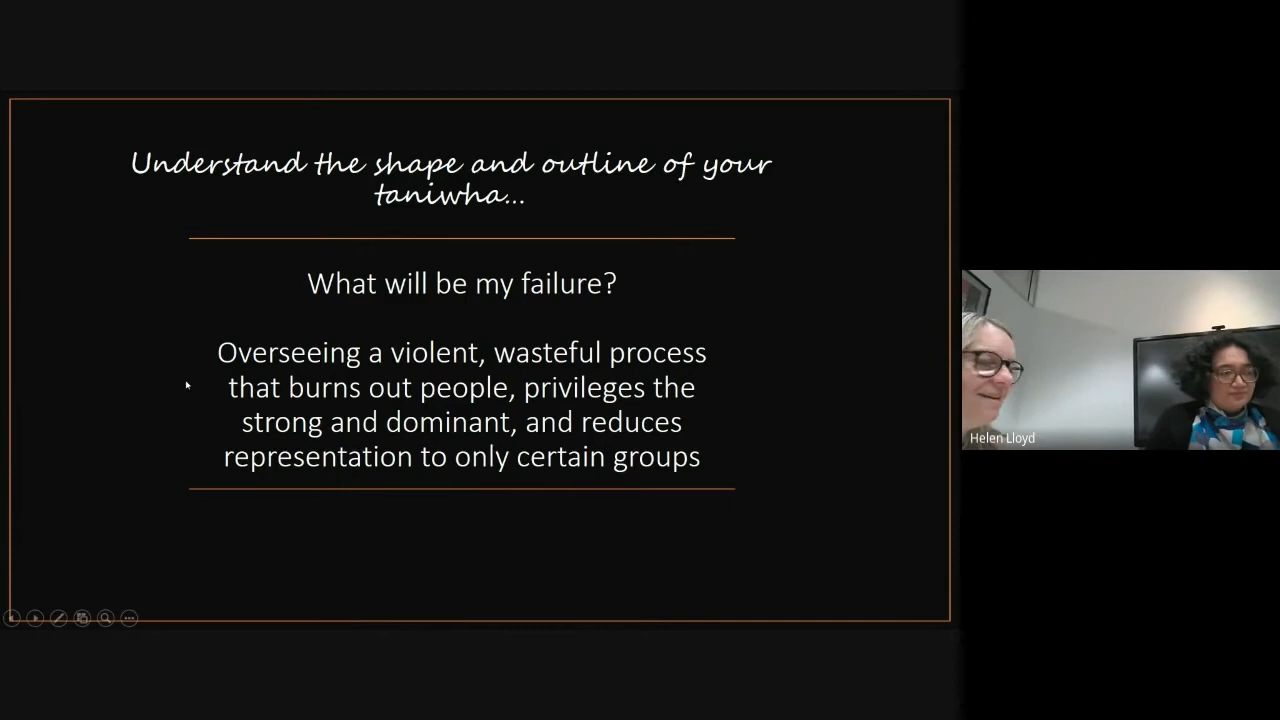 Understand the shape and outline of your
taniwha...
What will be my failure?
Overseeing a violent, wasteful process
that burns out people, privileges the
strong and dominant, and reduces
representation to only certain groups
Helen Lloyd